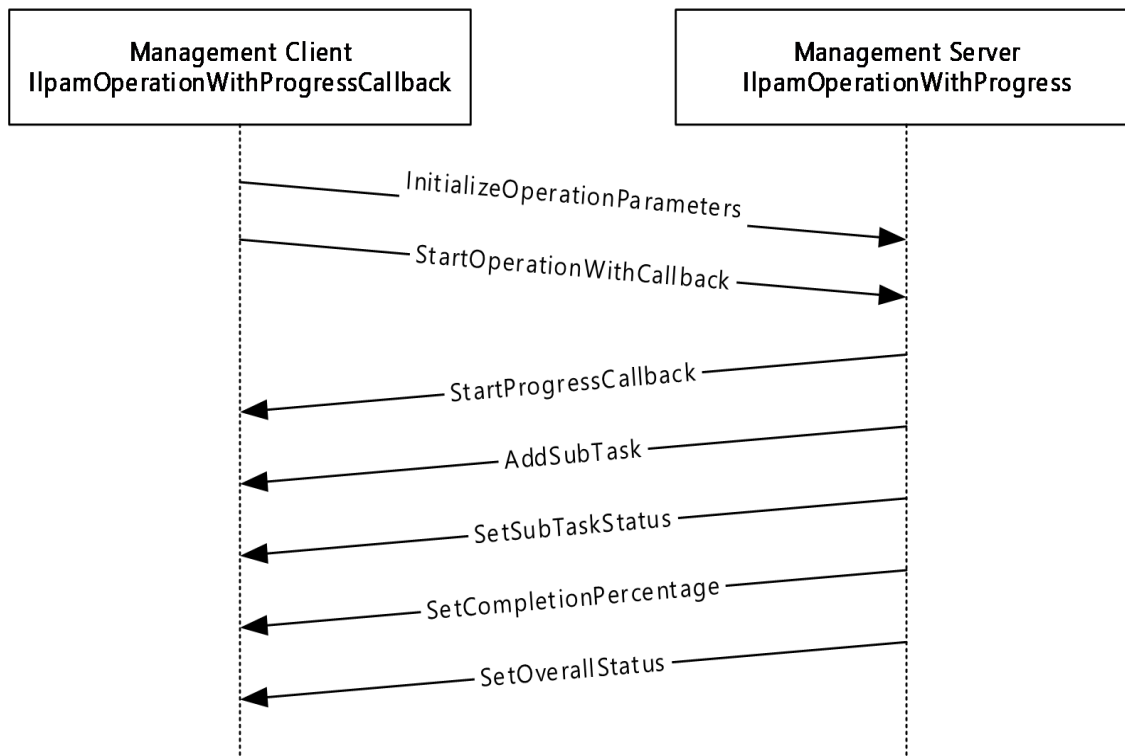 Management Client
IIpamOperationWithProgressCallback
Management Server
IIpamOperationWithProgress
InitializeOperationParameters
StartOperationWithCallback
StartProgressCallback
AddSubTask
SetSubTaskStatus
SetCompletionPercentage
SetOverallStatus